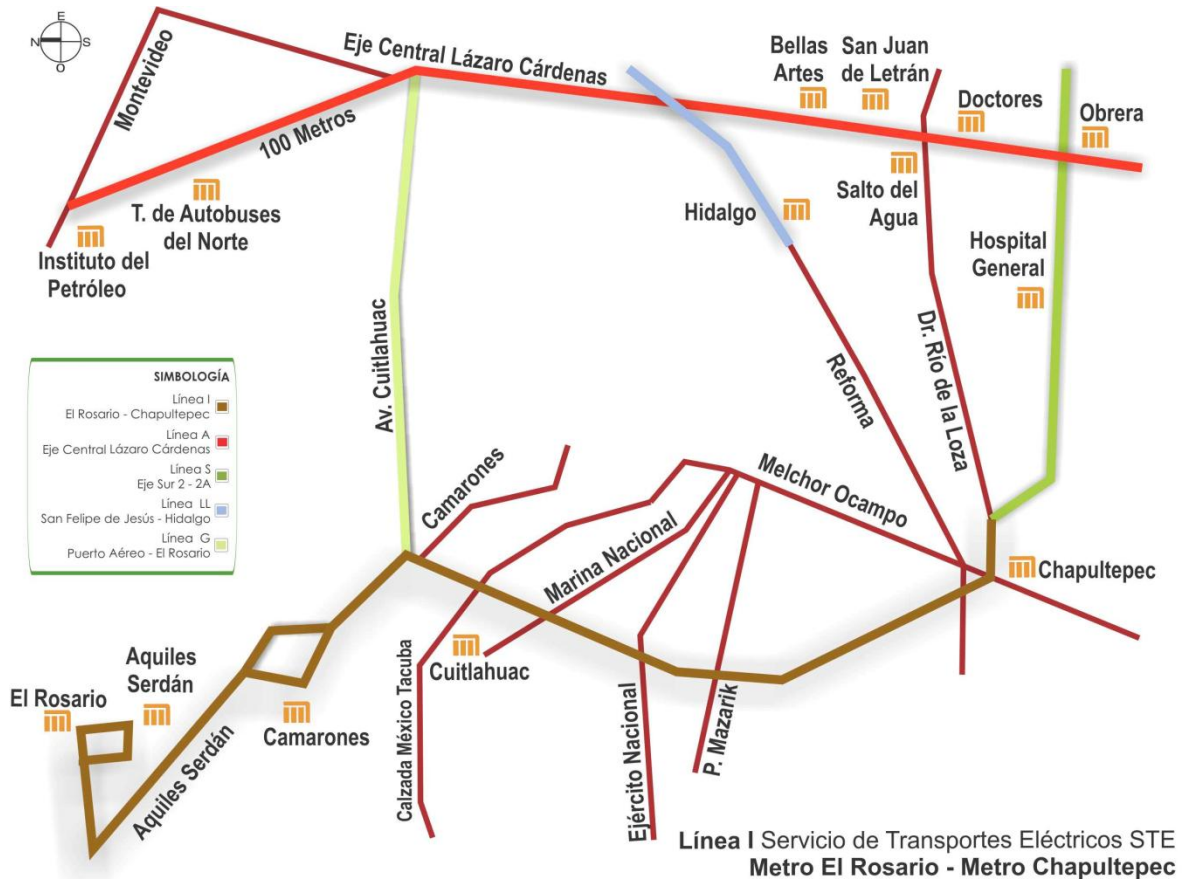 E
N
S
O
Montevideo
Eje Central Lázaro Cárdenas
100 Metros
Bellas
Artes
San Juan
de Letrán
Doctores
Obrera
T. de Autobuses
del Norte
Instituto del
Petróleo
Hidalgo
Salto del
Agua
Hospital
General
Av. Cuitlahuac
Reforma
Dr. Río de la Loza
SIMBOLOGÍA
Línea I
El Rosario - Chapultepec
Línea A
Eje Central Lázaro Cárdenas
Línea S
Eje Sur 2 - 2A
Línea LL
San Felipe de Jesús - Hidalgo
Línea G
Puerto Aéreo - El Rosario
Camarones
Melchor Ocampo
Marina Nacional
Chapultepec
Cuitlahuac
Calzada México Tacuba
Ejército Nacional
P. Mazarik
El Rosario
Aquiles
Serdán
Aquiles Serdán
Camarones
Línea I Servicio de Transportes Eléctricos STE
Metro El Rosario - Metro Chapultepec